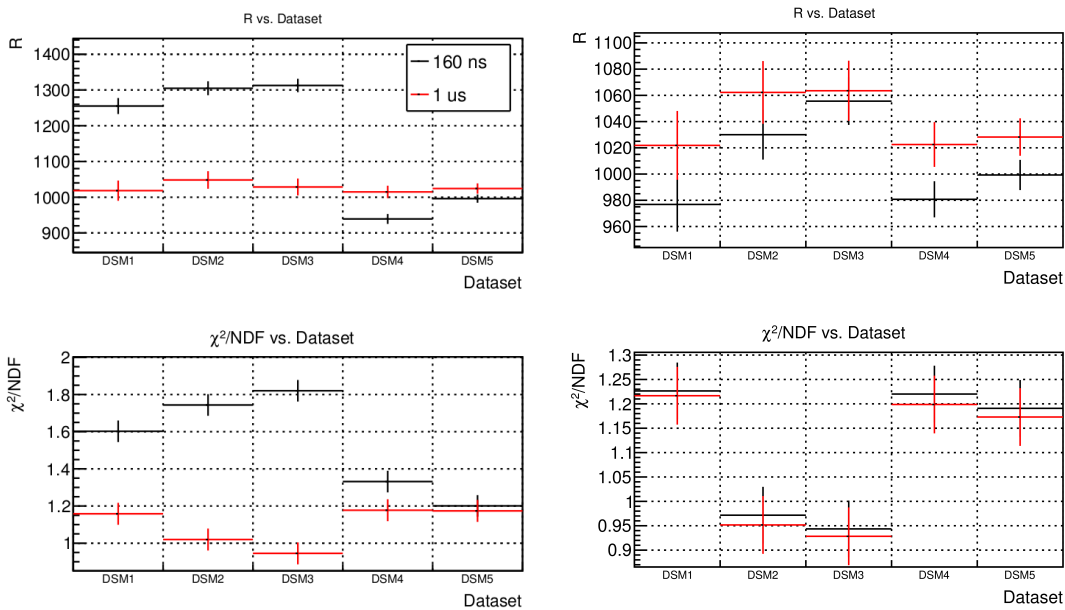 R vs. Dataset
R
1400
1300
1200
1100
1000
900
160 ns
1 us
DSM1 DSM2 DSM3 DSM4 DSM5
Dataset
R vs. Dataset
R
1100
1080
1060
1040
1020
1000
980
960
DSM1 DSM2 DSM3 DSM4 DSM5
Dataset
χ²/NDF vs. Dataset
χ²/NDF
2
1.8
1.6
1.4
1.2
1
DSM1 DSM2 DSM3 DSM4 DSM5
Dataset
χ²/NDF vs. Dataset
χ²/NDF
1.3
1.25
1.2
1.15
1.1
1.05
1
0.95
0.9
DSM1 DSM2 DSM3 DSM4 DSM5
Dataset